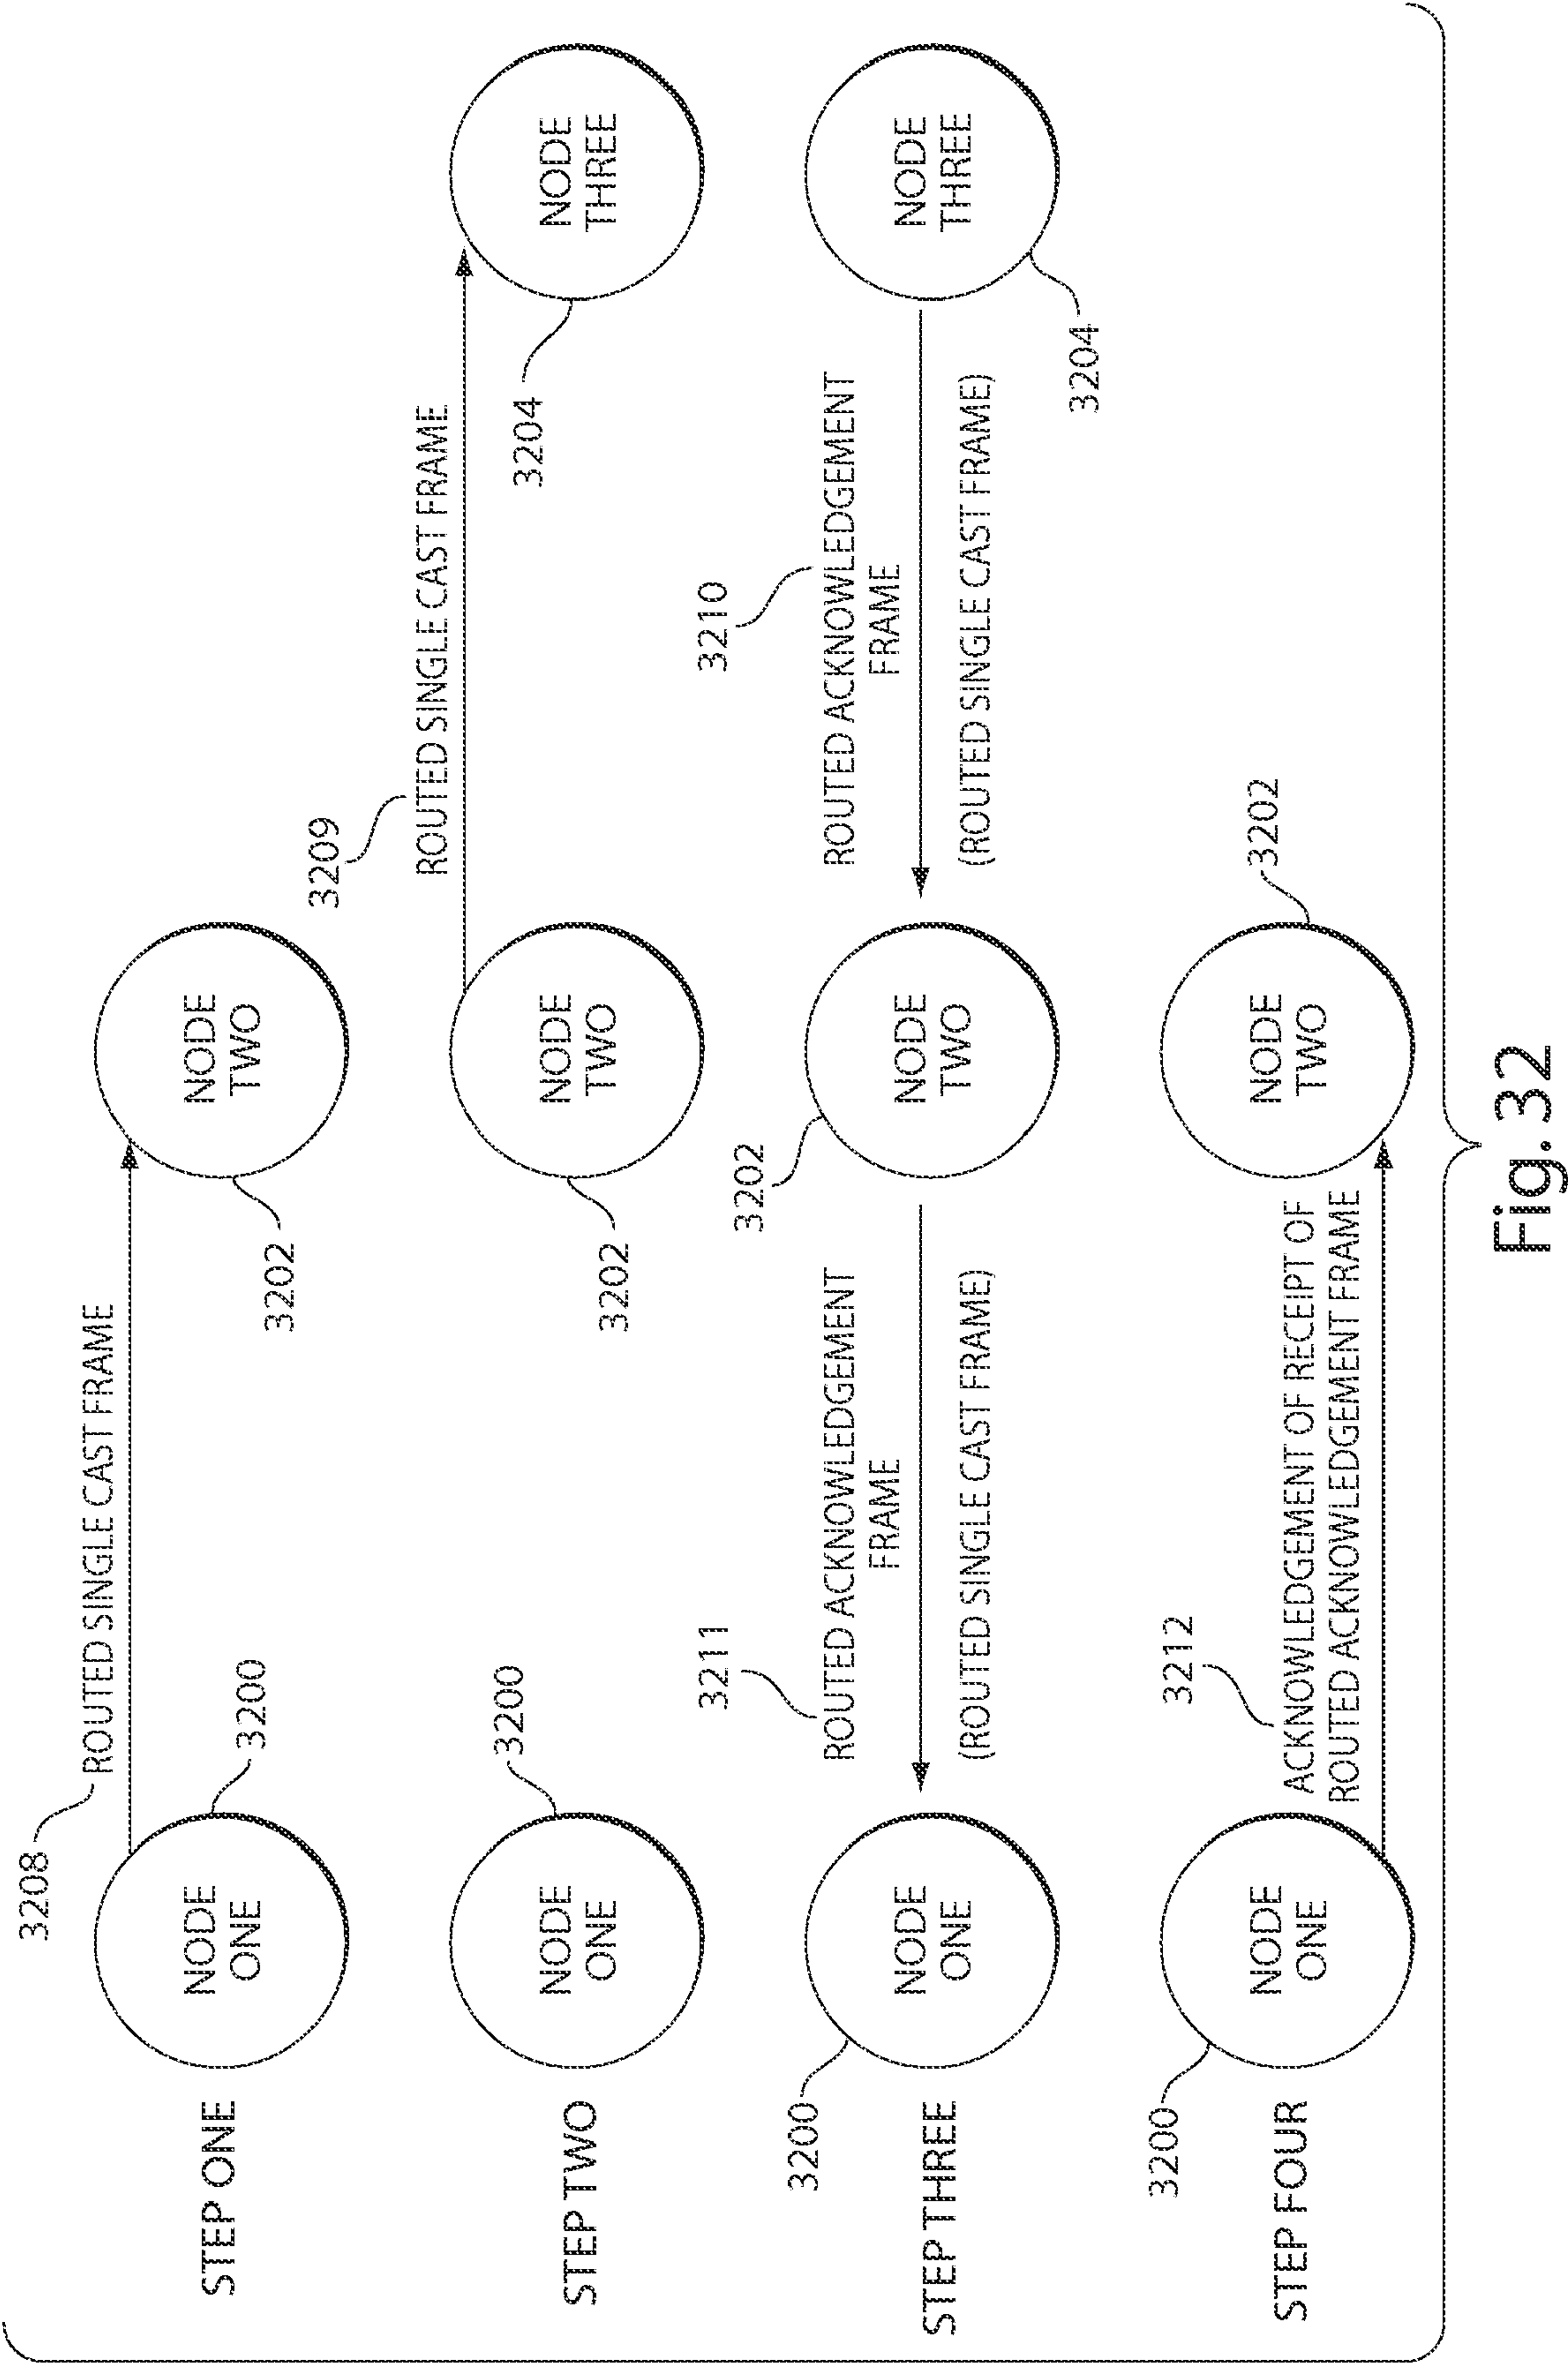 3208
ROUTED SINGLE CAST FRAME
STEP ONE
NODE
ONE
3200
3202
NODE
TWO
3209
ROUTED SINGLE CAST FRAME
STEP TWO
NODE
ONE
3200
3202
NODE
TWO
3204
NODE
THREE
STEP THREE
3200
NODE
ONE
3211
ROUTED ACKNOWLEDGEMENT
FRAME
(ROUTED SINGLE CAST FRAME)
3202
NODE
TWO
3210
ROUTED ACKNOWLEDGEMENT
FRAME
(ROUTED SINGLE CAST FRAME)
NODE
THREE
3204
STEP FOUR
3200
NODE
ONE
3212
ACKNOWLEDGEMENT OF RECEIPT OF
ROUTED ACKNOWLEDGEMENT FRAME
NODE
TWO
3202
Fig. 32